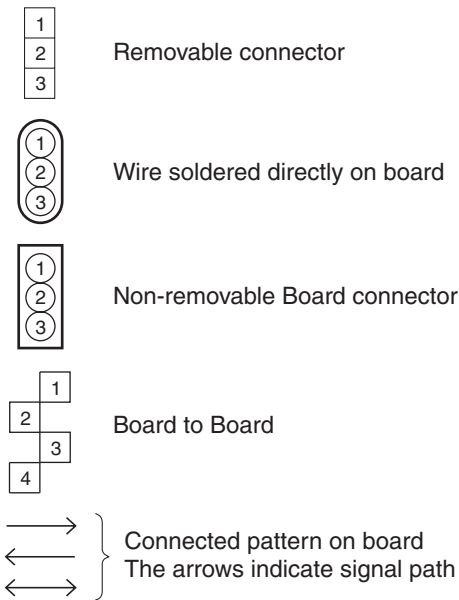 1
2
3
Removable connector
1
2
3
Wire soldered directly on board
1
2
3
Non-removable Board connector
1
2
3
4
Board to Board
Connected pattern on board
The arrows indicate signal path